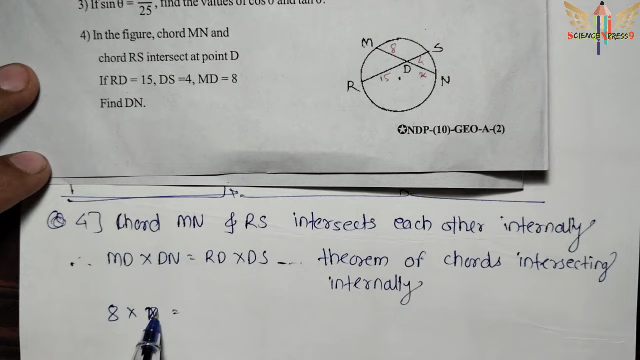 3) If sin θ = /25, find the values of cos θ and tan θ.
4) In the figure, chord MN and
chord RS intersect at point D
If RD = 15, DS =4, MD = 8
Find DN.
M
8
S
4
D
R
15
x
N
✪NDP-(10)-GEO-A-(2)
SCIENCE XPRESS 9
4] Chord MN & RS intersects each other internally
∴ MD × DN = RD × DS --- theorem of chords intersecting
internally
8 × =